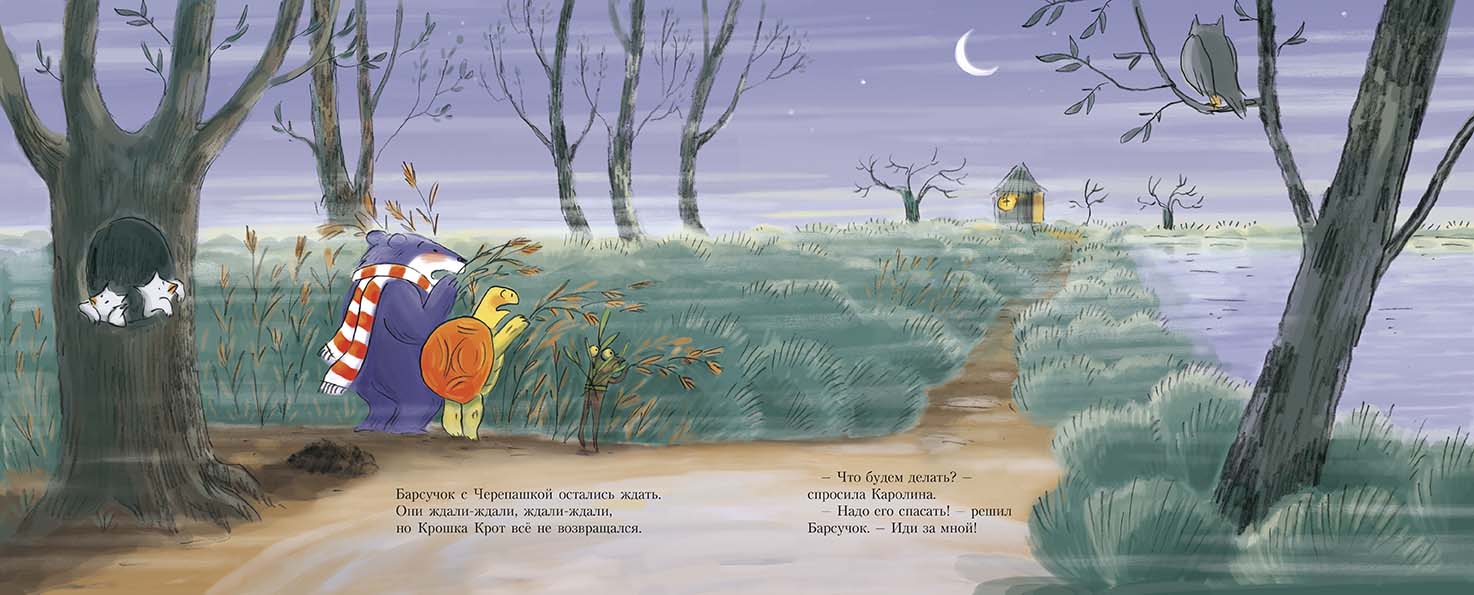 Барсучок с Черепашкой остались ждать.
Они ждали-ждали, ждали-ждали,
но Крошка Крот всё не возвращался.
— Что будем делать? —
спросила Каролина.
— Надо его спасать! — решил
Барсучок. — Иди за мной!